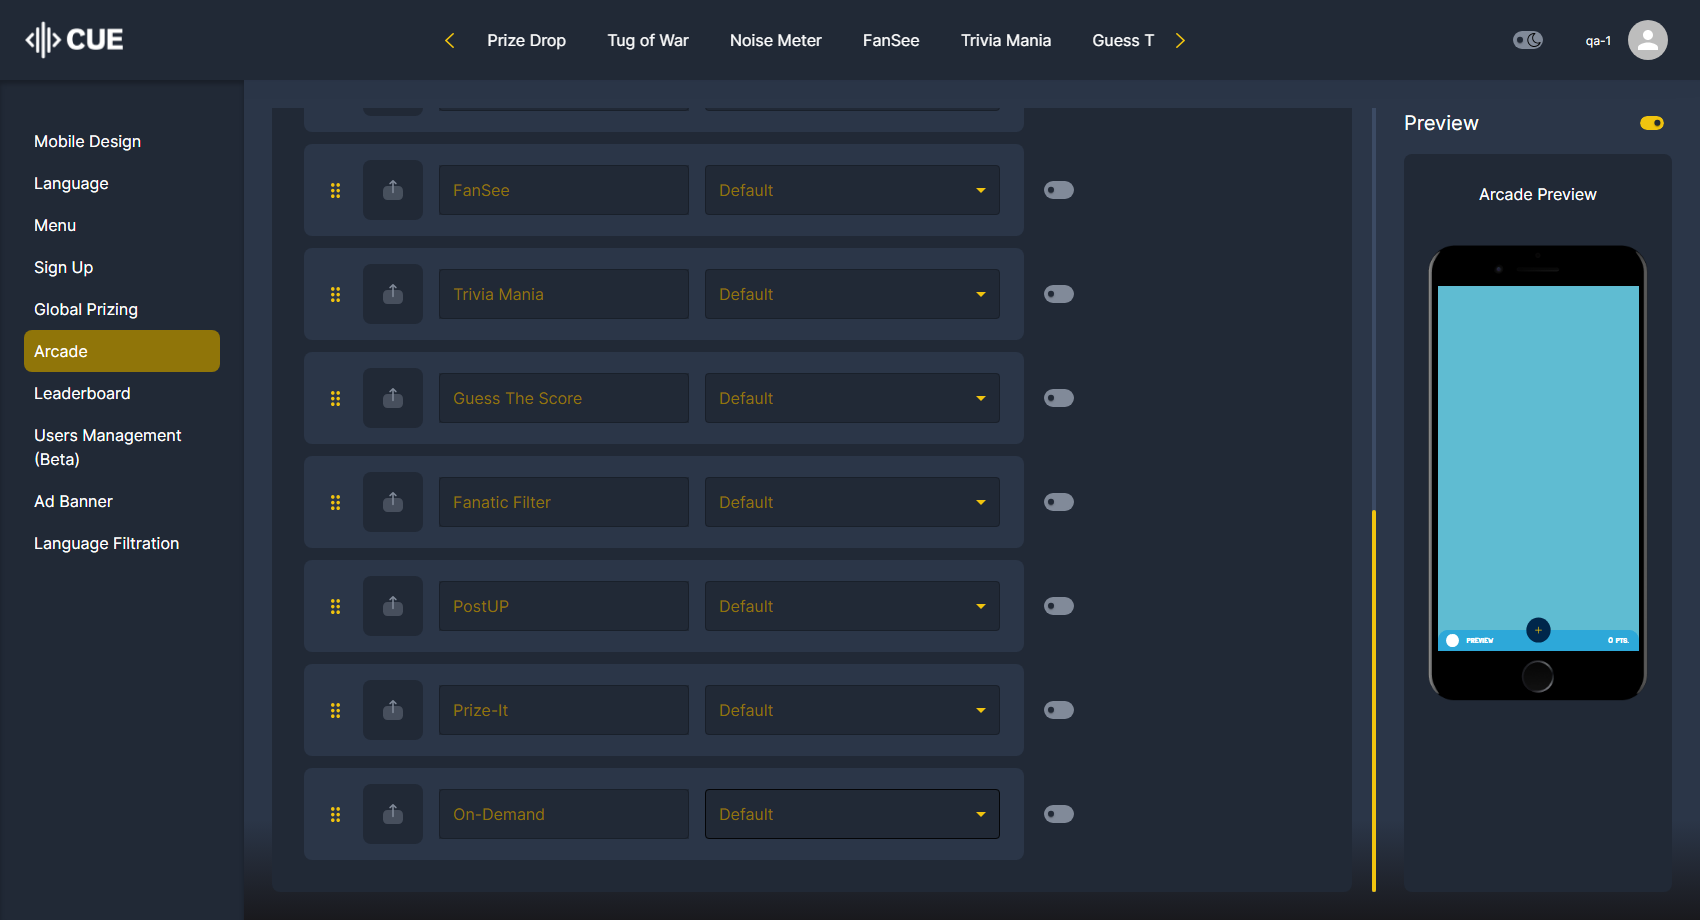 CUE
Prize Drop
Tug of War
Noise Meter
FanSee
Trivia Mania
Guess T
qa-1
Mobile Design
Language
Menu
Sign Up
Global Prizing
Arcade
Leaderboard
Users Management
(Beta)
Ad Banner
Language Filtration
FanSee
Default
Trivia Mania
Default
Guess The Score
Default
Fanatic Filter
Default
PostUP
Default
Prize-It
Default
On-Demand
Default
Preview
Arcade Preview
PREVIEW
0 PTS.